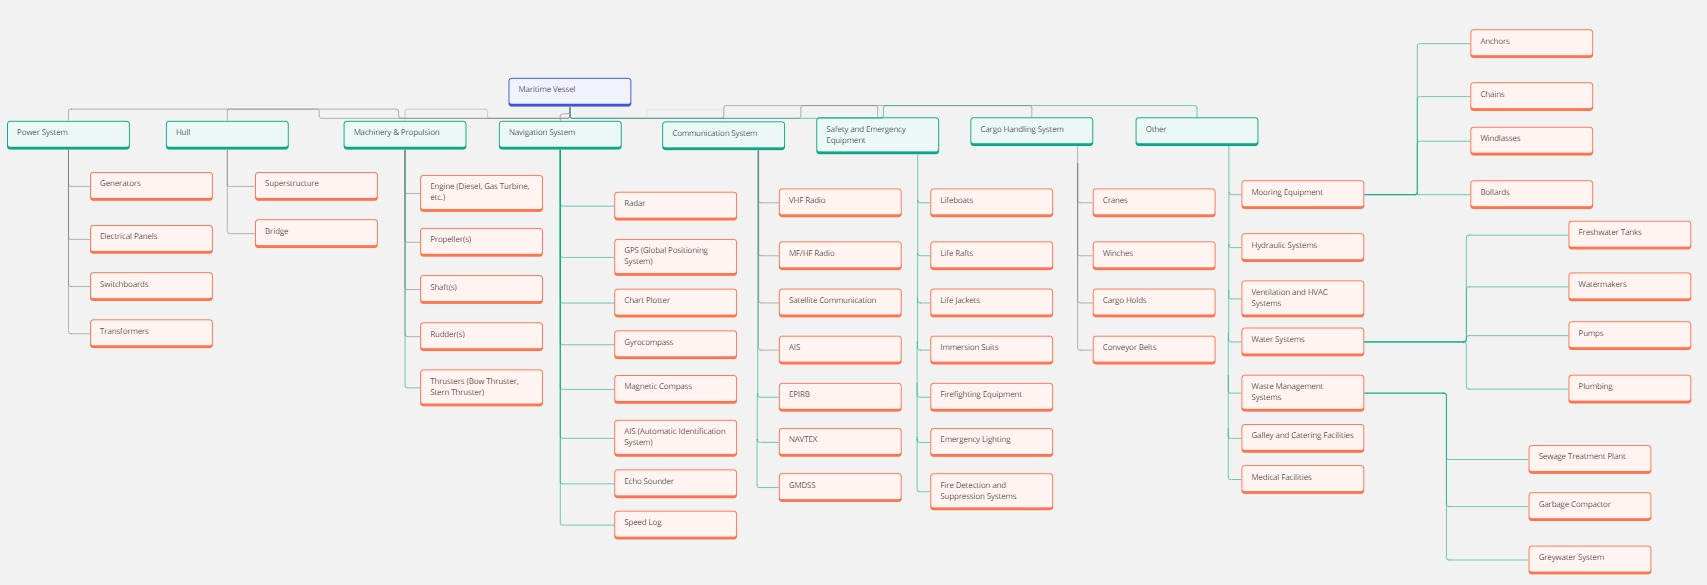 Maritime Vessel
Power System
Generators
Electrical Panels
Switchboards
Transformers
Hull
Superstructure
Bridge
Machinery & Propulsion
Engine (Diesel, Gas Turbine,
etc.)
Propeller(s)
Shaft(s)
Rudder(s)
Thrusters (Bow Thruster,
Stern Thruster)
Navigation System
Radar
GPS (Global Positioning
System)
Chart Plotter
Gyrocompass
Magnetic Compass
AIS (Automatic Identification
System)
Echo Sounder
Speed Log
Communication System
VHF Radio
MF/HF Radio
Satellite Communication
AIS
EPIRB
NAVTEX
GMDSS
Safety and Emergency
Equipment
Lifeboats
Life Rafts
Life Jackets
Immersion Suits
Firefighting Equipment
Emergency Lighting
Fire Detection and
Suppression Systems
Cargo Handling System
Cranes
Winches
Cargo Holds
Conveyor Belts
Other
Mooring Equipment
Anchors
Chains
Windlasses
Bollards
Hydraulic Systems
Ventilation and HVAC
Systems
Water Systems
Freshwater Tanks
Watermakers
Pumps
Plumbing
Waste Management
Systems
Sewage Treatment Plant
Garbage Compactor
Greywater System
Galley and Catering Facilities
Medical Facilities